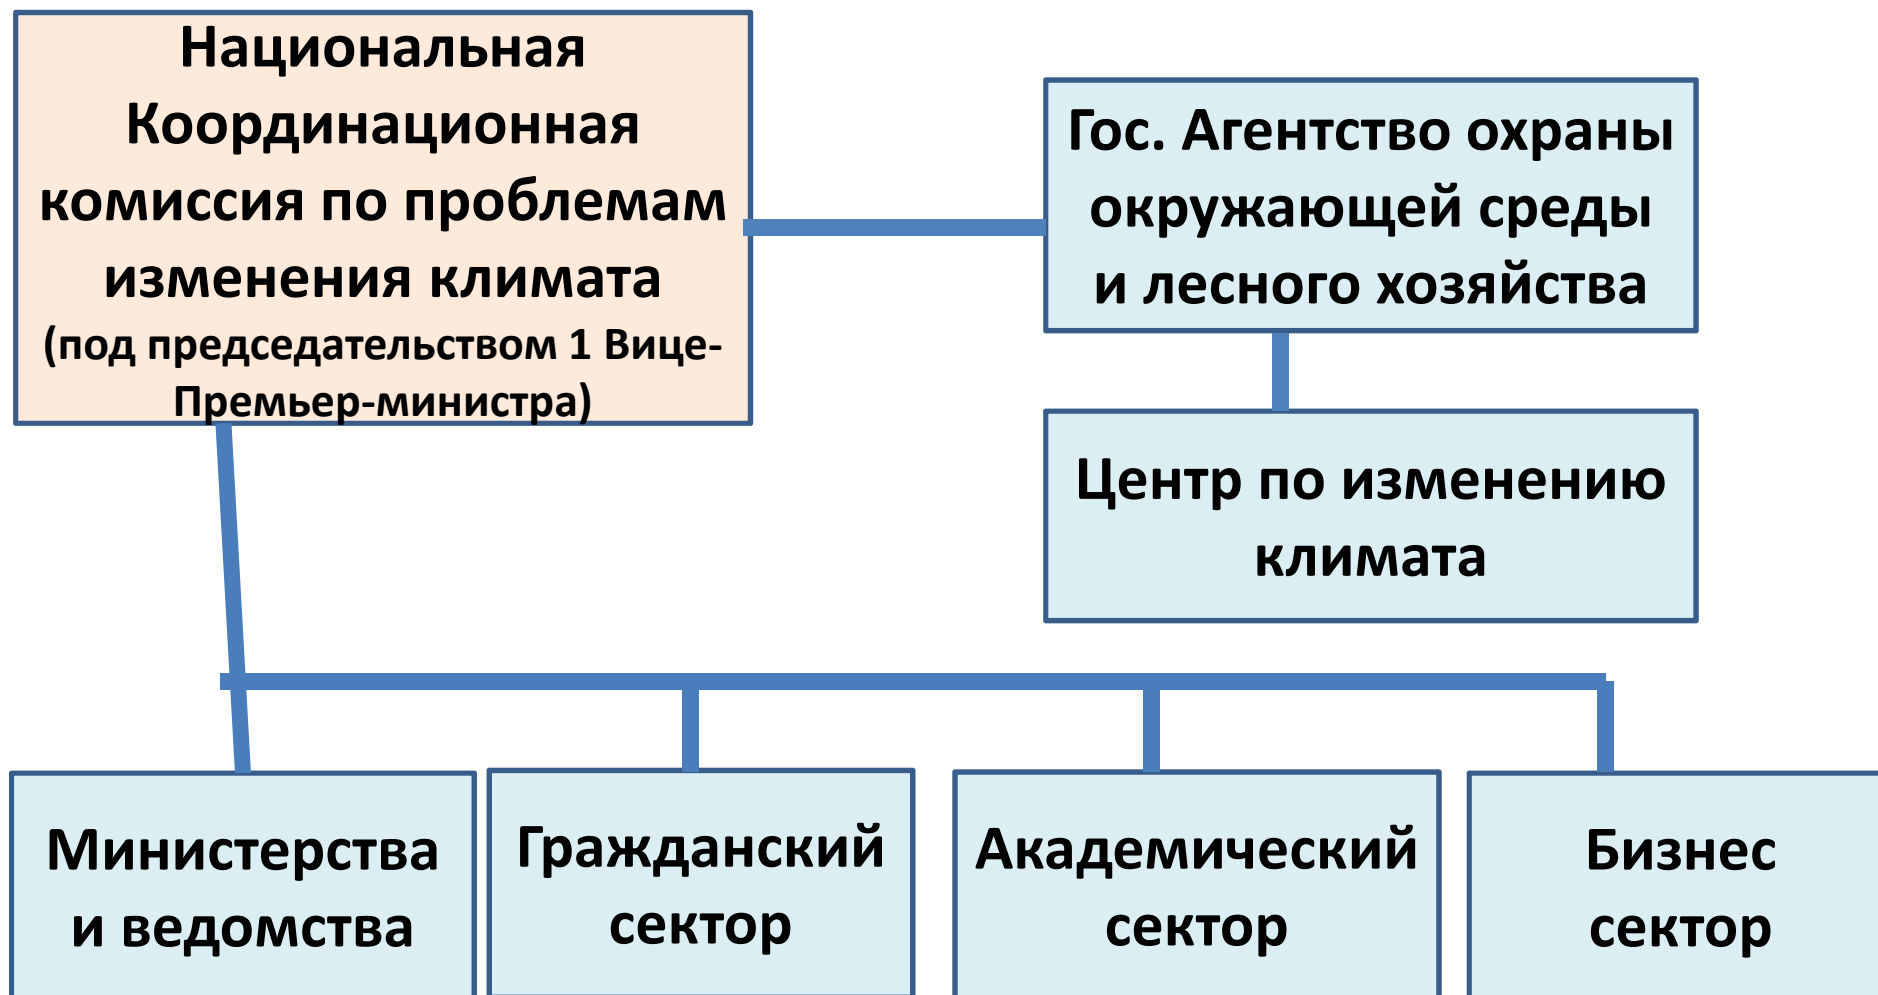 Национальная
Координационная
комиссия по проблемам
изменения климата
(под председательством 1 Вице-
Премьер-министра)
Гос. Агентство охраны
окружающей среды
и лесного хозяйства
Центр по изменению
климата
Министерства
и ведомства
Гражданский
сектор
Академический
сектор
Бизнес
сектор